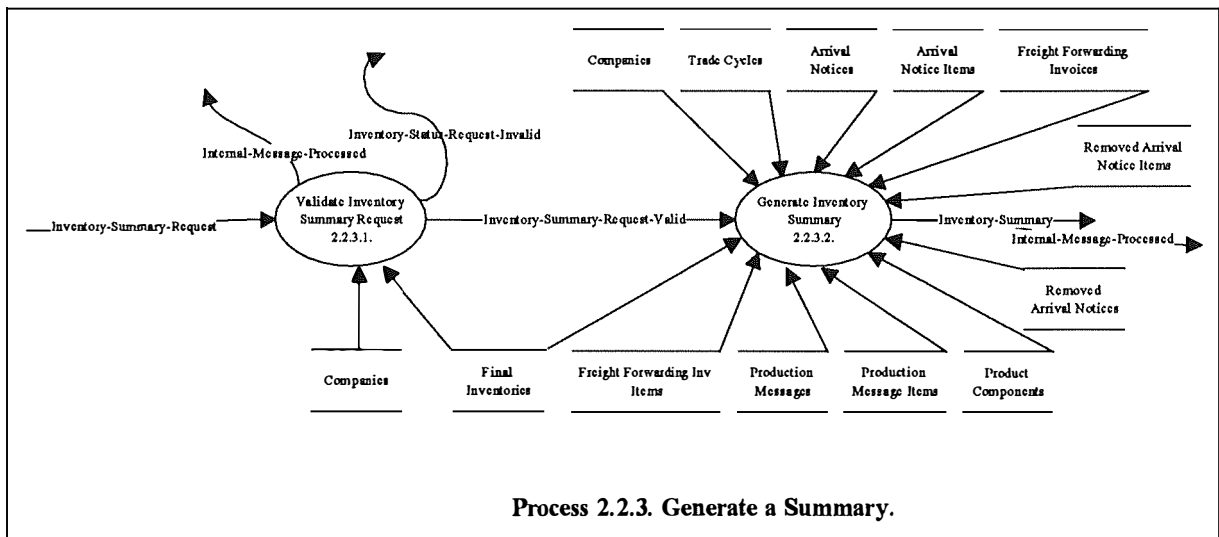 Companies
Trade Cycles
Arrival
Notices
Arrival
Notice Items
Freight Forwarding
Invoices
Inventory-Status-Request-Invalid
Internal-Message-Processed
Removed Arrival
Notice Items
Validate Inventory
Summary Request
2.2.3.1.
Generate Inventory
Summary
2.2.3.2.
Inventory-Summary-Request
Inventory-Summary-Request-Valid
Inventory-Summary
Internal-Message-Processed
Removed
Arrival Notices
Companies
Final
Inventories
Freight Forwarding Inv
Items
Production
Messages
Production
Message Items
Product
Components
Process 2.2.3. Generate a Summary.